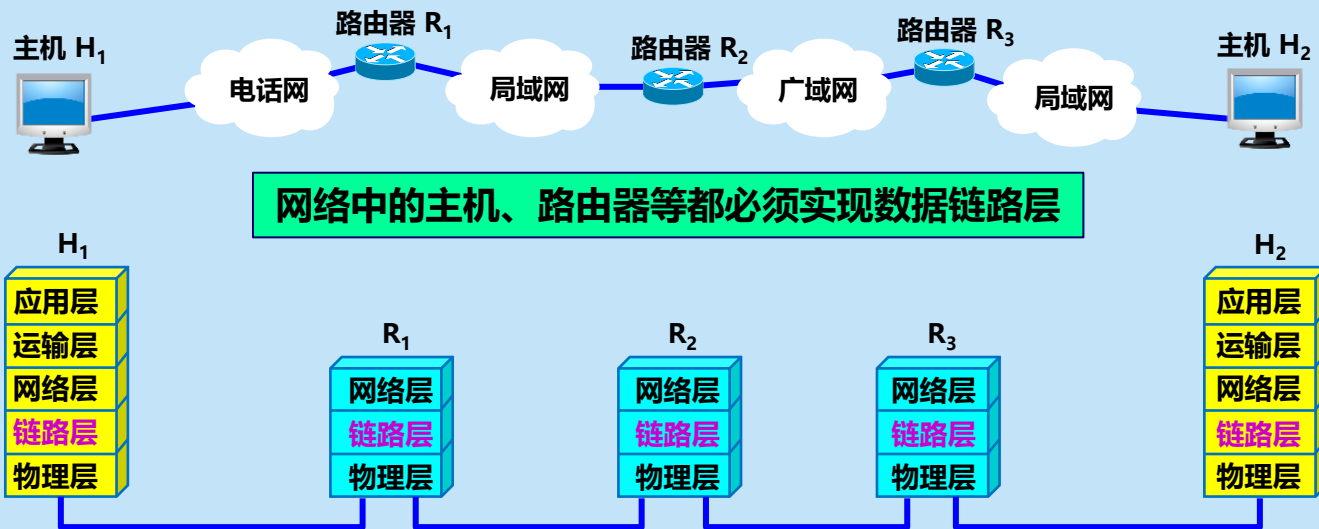 路由器 R₁
路由器 R₂
路由器 R₃
主机 H₁
主机 H₂
电话网
局域网
广域网
局域网
网络中的主机、路由器等都必须实现数据链路层
H₁
应用层
运输层
网络层
链路层
物理层
R₁
网络层
链路层
物理层
R₂
网络层
链路层
物理层
R₃
网络层
链路层
物理层
H₂
应用层
运输层
网络层
链路层
物理层